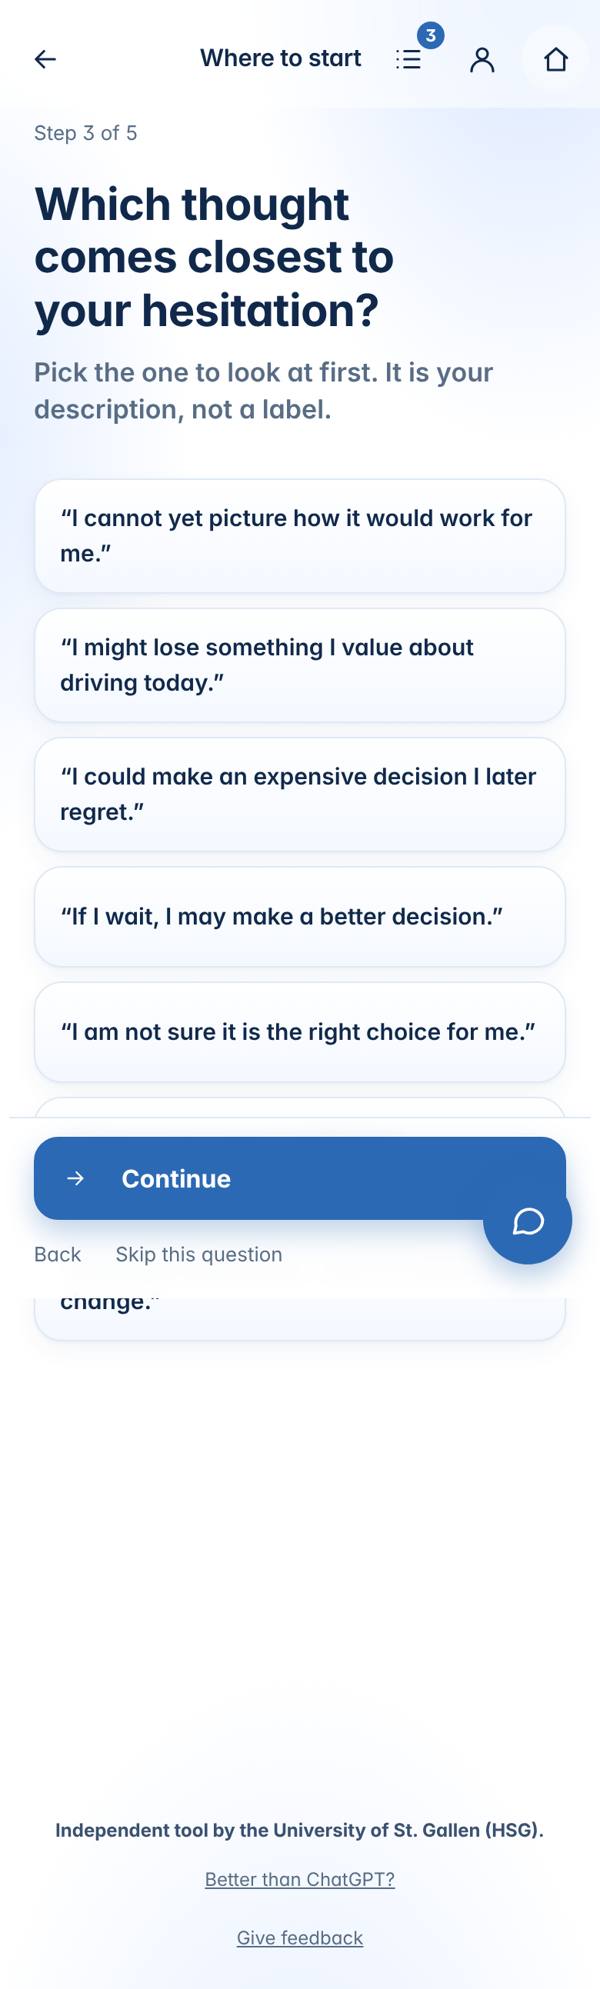 Where to start
3
Step 3 of 5
Which thought
comes closest to
your hesitation?
Pick the one to look at first. It is your
description, not a label.
“I cannot yet picture how it would work for
me.”
“I might lose something I value about
driving today.”
“I could make an expensive decision I later
regret.”
“If I wait, I may make a better decision.”
“I am not sure it is the right choice for me.”
Continue
Back
Skip this question
change.”
Independent tool by the University of St. Gallen (HSG).
Better than ChatGPT?
Give feedback